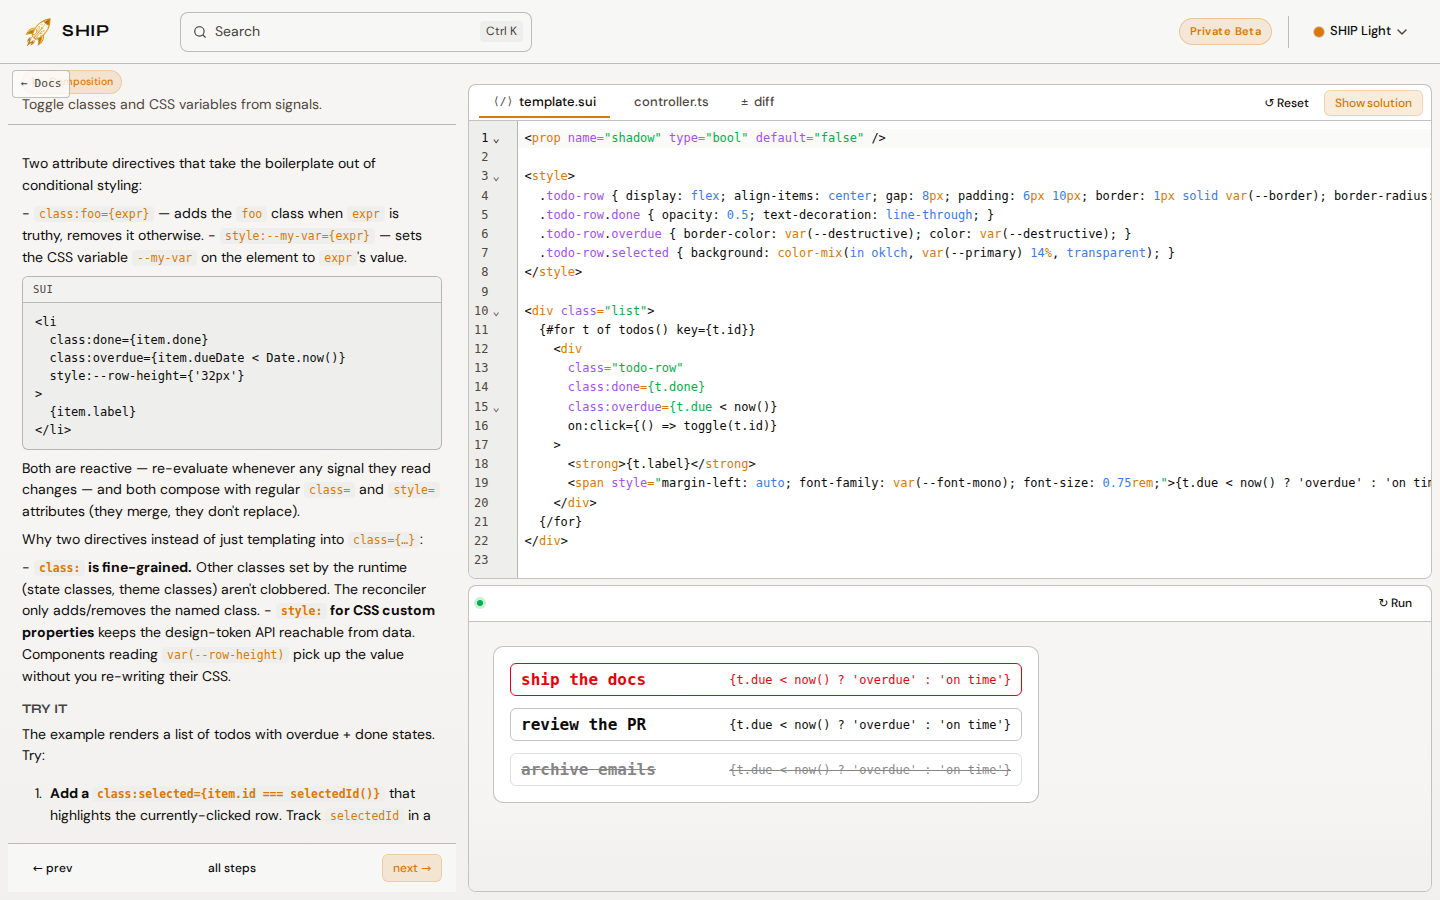 SHIP
Search
Ctrl K
Private Beta
SHIP Light
← Docs
mposition
Toggle classes and CSS variables from signals.
Two attribute directives that take the boilerplate out of
conditional styling:
– class:foo={expr} — adds the foo class when expr is
truthy, removes it otherwise. – style:--my-var={expr} — sets
the CSS variable --my-var on the element to expr 's value.
SUI
<li
class:done={item.done}
class:overdue={item.dueDate < Date.now()}
style:--row-height={'32px'}
>
{item.label}
</li>
Both are reactive — re-evaluate whenever any signal they read
changes — and both compose with regular class= and style=
attributes (they merge, they don't replace).
Why two directives instead of just templating into class={…} :
– class: is fine-grained. Other classes set by the runtime
(state classes, theme classes) aren't clobbered. The reconciler
only adds/removes the named class. – style: for CSS custom
properties keeps the design-token API reachable from data.
Components reading var(--row-height) pick up the value
without you re-writing their CSS.
TRY IT
The example renders a list of todos with overdue + done states.
Try:
1. Add a class:selected={item.id === selectedId()} that
highlights the currently-clicked row. Track selectedId in a
← prev
all steps
next →
⟨/⟩ template.sui
controller.ts
± diff
↺ Reset
Show solution
1 <prop name="shadow" type="bool" default="false" />
2
3 <style>
4 .todo-row { display: flex; align-items: center; gap: 8px; padding: 6px 10px; border: 1px solid var(--border); border-radius:
5 .todo-row.done { opacity: 0.5; text-decoration: line-through; }
6 .todo-row.overdue { border-color: var(--destructive); color: var(--destructive); }
7 .todo-row.selected { background: color-mix(in oklch, var(--primary) 14%, transparent); }
8 </style>
9
10 <div class="list">
11 {#for t of todos() key={t.id}}
12 <div
13 class="todo-row"
14 class:done={t.done}
15 class:overdue={t.due < now()}
16 on:click={() => toggle(t.id)}
17 >
18 <strong>{t.label}</strong>
19 <span style="margin-left: auto; font-family: var(--font-mono); font-size: 0.75rem;">{t.due < now() ? 'overdue' : 'on tim
20 </div>
21 {/for}
22 </div>
23
↻ Run
ship the docs {t.due < now() ? 'overdue' : 'on time'}
review the PR {t.due < now() ? 'overdue' : 'on time'}
archive emails {t.due < now() ? 'overdue' : 'on time'}